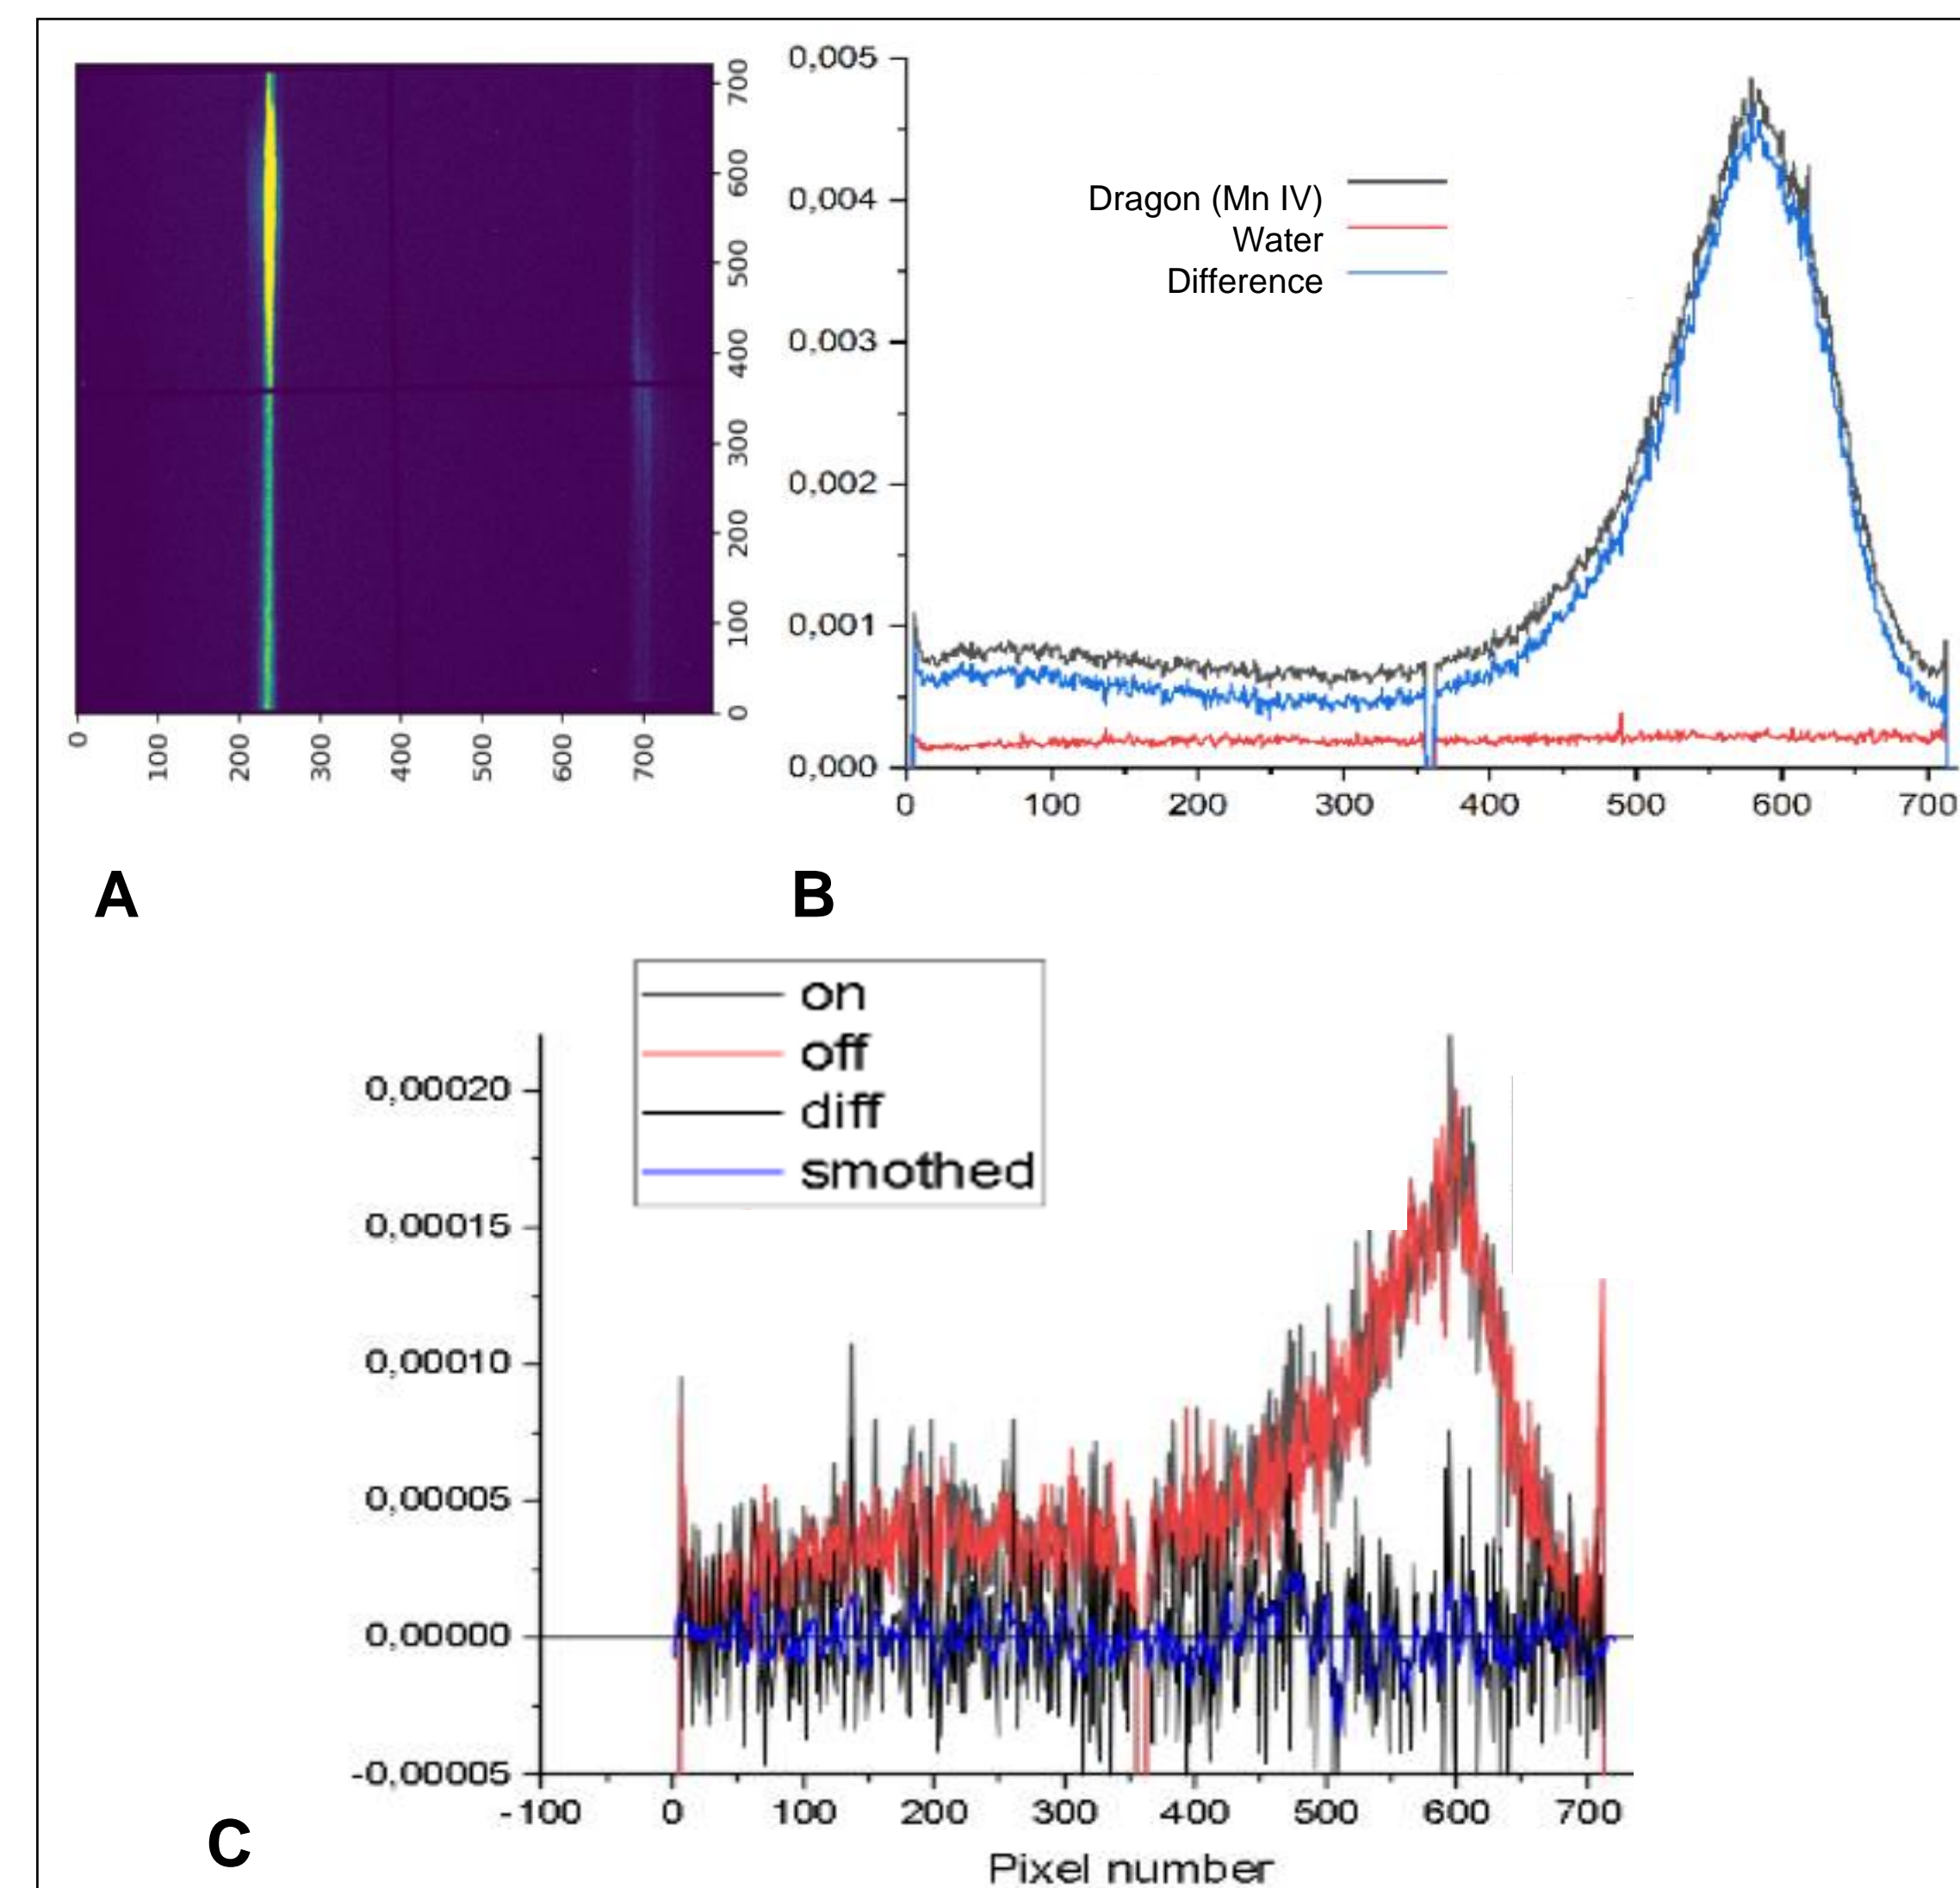 700
600
500
400
300
200
100
0
0 100 200 300 400 500 600 700
A
0,005
0,004
0,003
0,002
0,001
0,000
Dragon (Mn IV)
Water
Difference
0 100 200 300 400 500 600 700
B
on
off
diff
smothed
0,00020
0,00015
0,00010
0,00005
0,00000
-0,00005
-100 0 100 200 300 400 500 600 700
Pixel number
C